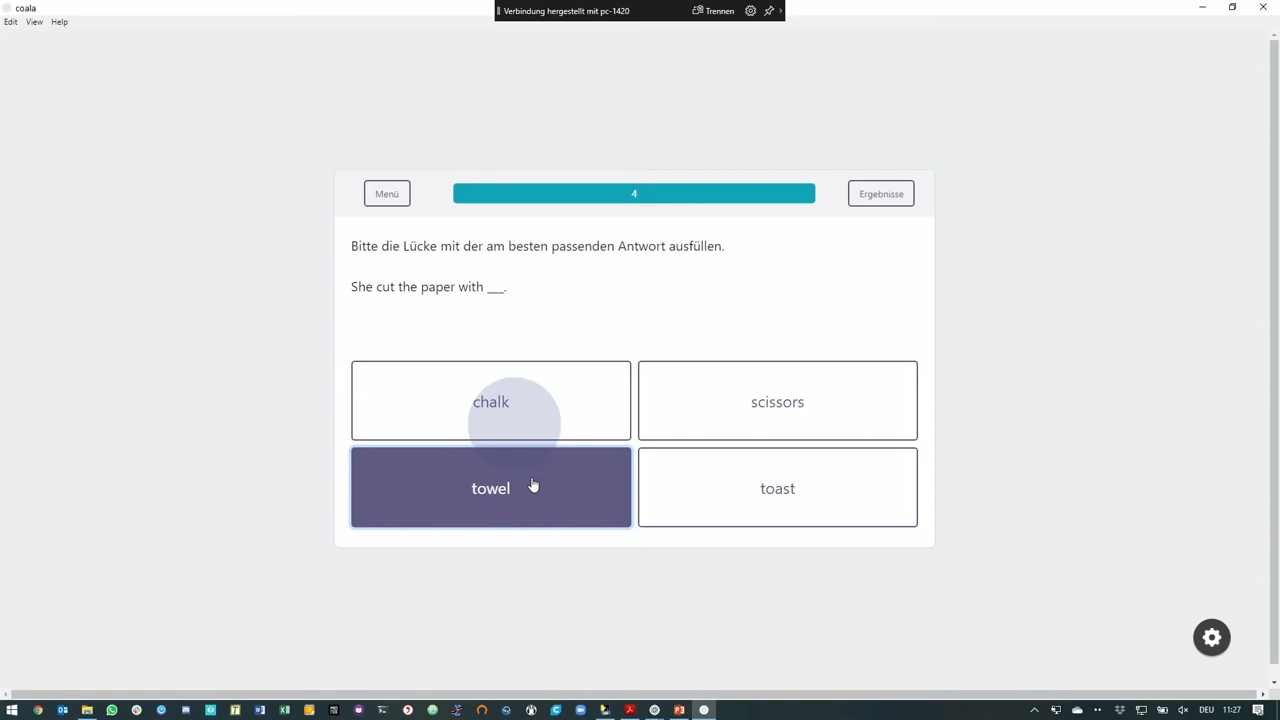 coala
Verbindung hergestellt mit pc-1420
Trennen
Edit View Help
Menü
4
Ergebnisse
Bitte die Lücke mit der am besten passenden Antwort ausfüllen.
She cut the paper with ___.
chalk
scissors
towel
toast
DEU 11:27